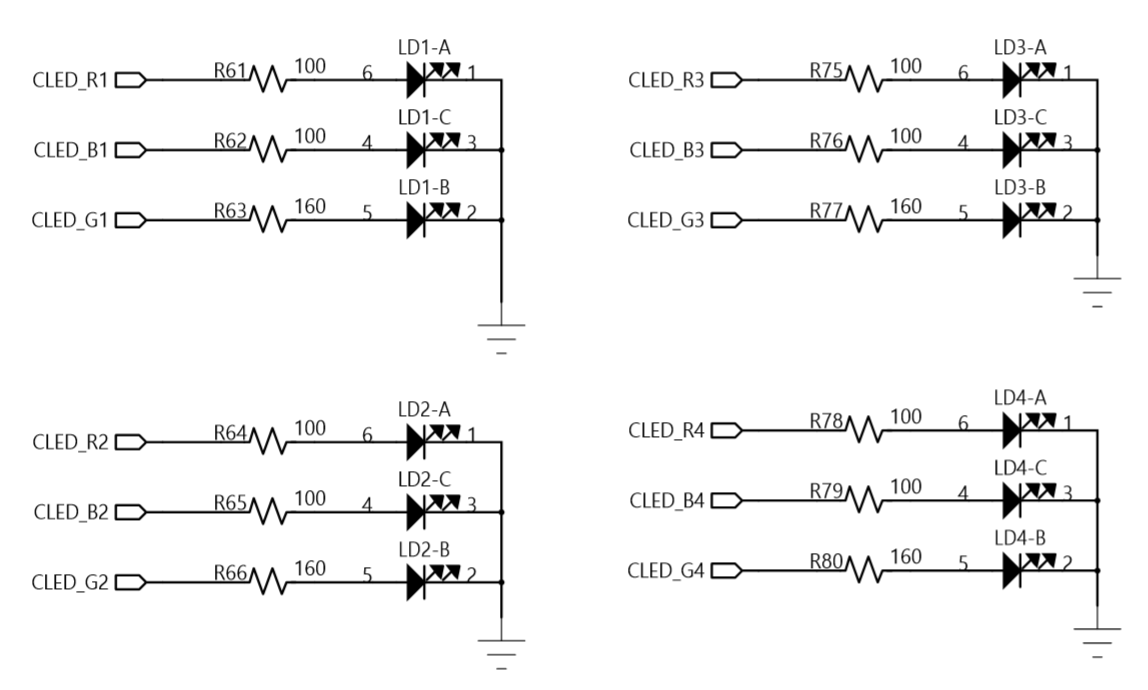 LD1-A
CLED_R1 R61 100 6 1
LD1-C
CLED_B1 R62 100 4 3
LD1-B
CLED_G1 R63 160 5 2
LD3-A
CLED_R3 R75 100 6 1
LD3-C
CLED_B3 R76 100 4 3
LD3-B
CLED_G3 R77 160 5 2
LD2-A
CLED_R2 R64 100 6 1
LD2-C
CLED_B2 R65 100 4 3
LD2-B
CLED_G2 R66 160 5 2
LD4-A
CLED_R4 R78 100 6 1
LD4-C
CLED_B4 R79 100 4 3
LD4-B
CLED_G4 R80 160 5 2